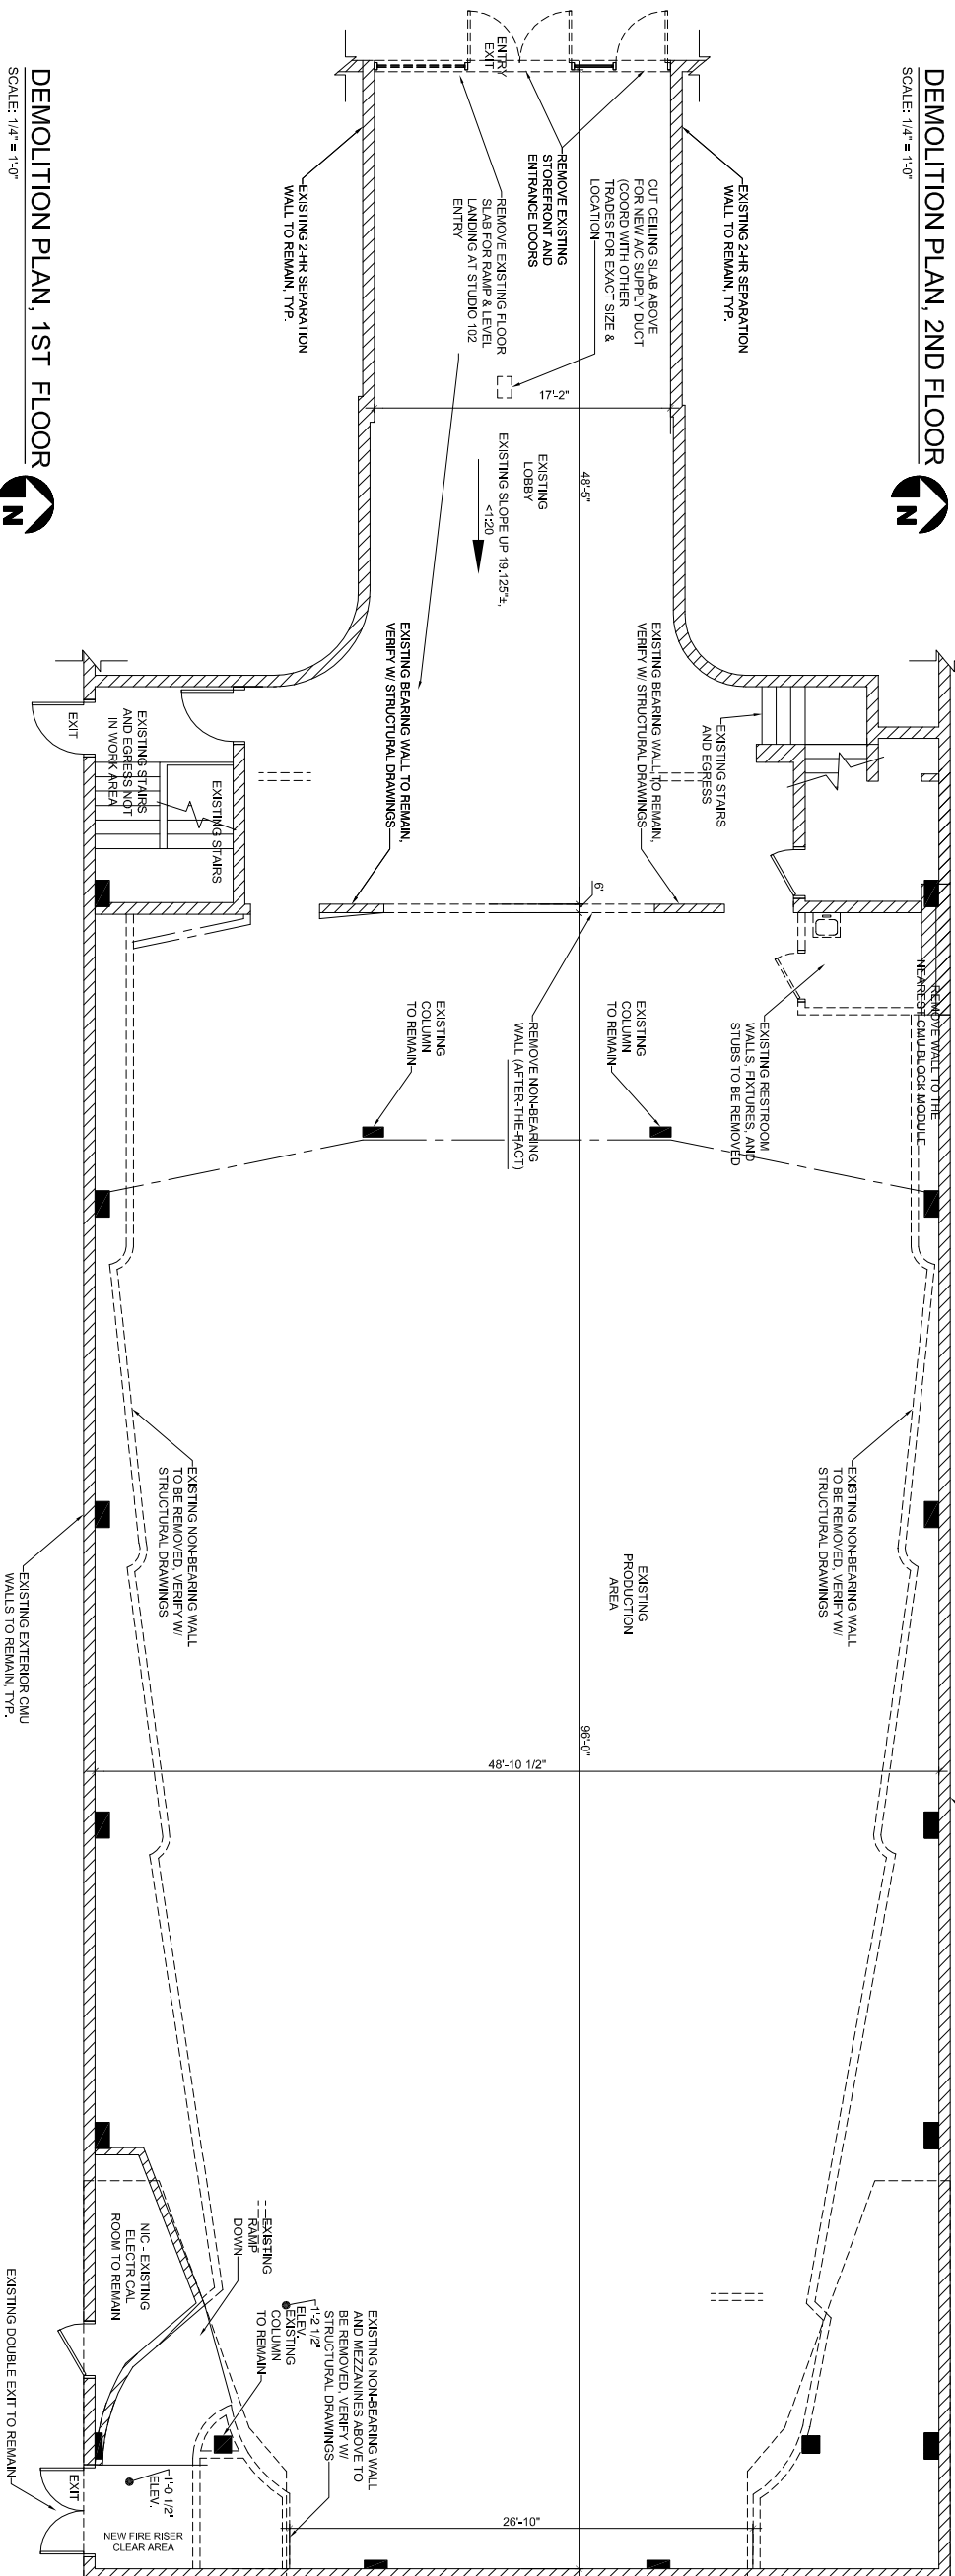 DEMOLITION PLAN, 2ND FLOOR
SCALE: 1/4" = 1'-0"
N
DEMOLITION PLAN, 1ST FLOOR
SCALE: 1/4" = 1'-0"
N
ENTRY
EXIT
EXISTING 2-HR SEPARATION
WALL TO REMAIN, TYP.
CUT CEILING SLAB ABOVE
FOR NEW A/C SUPPLY DUCT
(COORD WITH OTHER
TRADES FOR EXACT SIZE &
LOCATION
REMOVE EXISTING
STOREFRONT AND
ENTRANCE DOORS
REMOVE EXISTING FLOOR
SLAB FOR RAMP & LEVEL
LANDING AT STUDIO 102
ENTRY
EXISTING 2-HR SEPARATION
WALL TO REMAIN, TYP.
17'-2"
48'-5"
EXISTING
LOBBY
EXISTING SLOPE UP 19.125"±,
<1:20
EXISTING BEARING WALL TO REMAIN,
VERIFY W/ STRUCTURAL DRAWINGS
EXISTING BEARING WALL TO REMAIN,
VERIFY W/ STRUCTURAL DRAWINGS
EXISTING STAIRS
AND EGRESS
EXIT
EXISTING STAIRS
AND EGRESS NOT
IN WORK AREA
EXISTING STAIRS
6"
REMOVE WALL TO THE
NEAREST CMU BLOCK MODULE
EXISTING RESTROOM
WALLS, FIXTURES, AND
STUBS TO BE REMOVED
EXISTING
COLUMN
TO REMAIN
REMOVE NON-BEARING
WALL (AFTER-THE-FACT)
EXISTING
COLUMN
TO REMAIN
EXISTING NON-BEARING WALL
TO BE REMOVED, VERIFY W/
STRUCTURAL DRAWINGS
EXISTING NON-BEARING WALL
TO BE REMOVED, VERIFY W/
STRUCTURAL DRAWINGS
EXISTING
PRODUCTION
AREA
EXISTING EXTERIOR CMU
WALLS TO REMAIN, TYP.
96'-0"
48'-10 1/2"
NIC - EXISTING
ELECTRICAL
ROOM TO REMAIN
EXISTING
RAMP
DOWN
1'-2 1/2"
ELEV.
EXISTING
COLUMN
TO REMAIN
EXISTING NON-BEARING WALL
AND MEZZANINES ABOVE TO
BE REMOVED, VERIFY W/
STRUCTURAL DRAWINGS
EXISTING DOUBLE EXIT TO REMAIN
EXIT
1'-0 1/2"
ELEV.
NEW FIRE RISER
CLEAR AREA
26'-10"